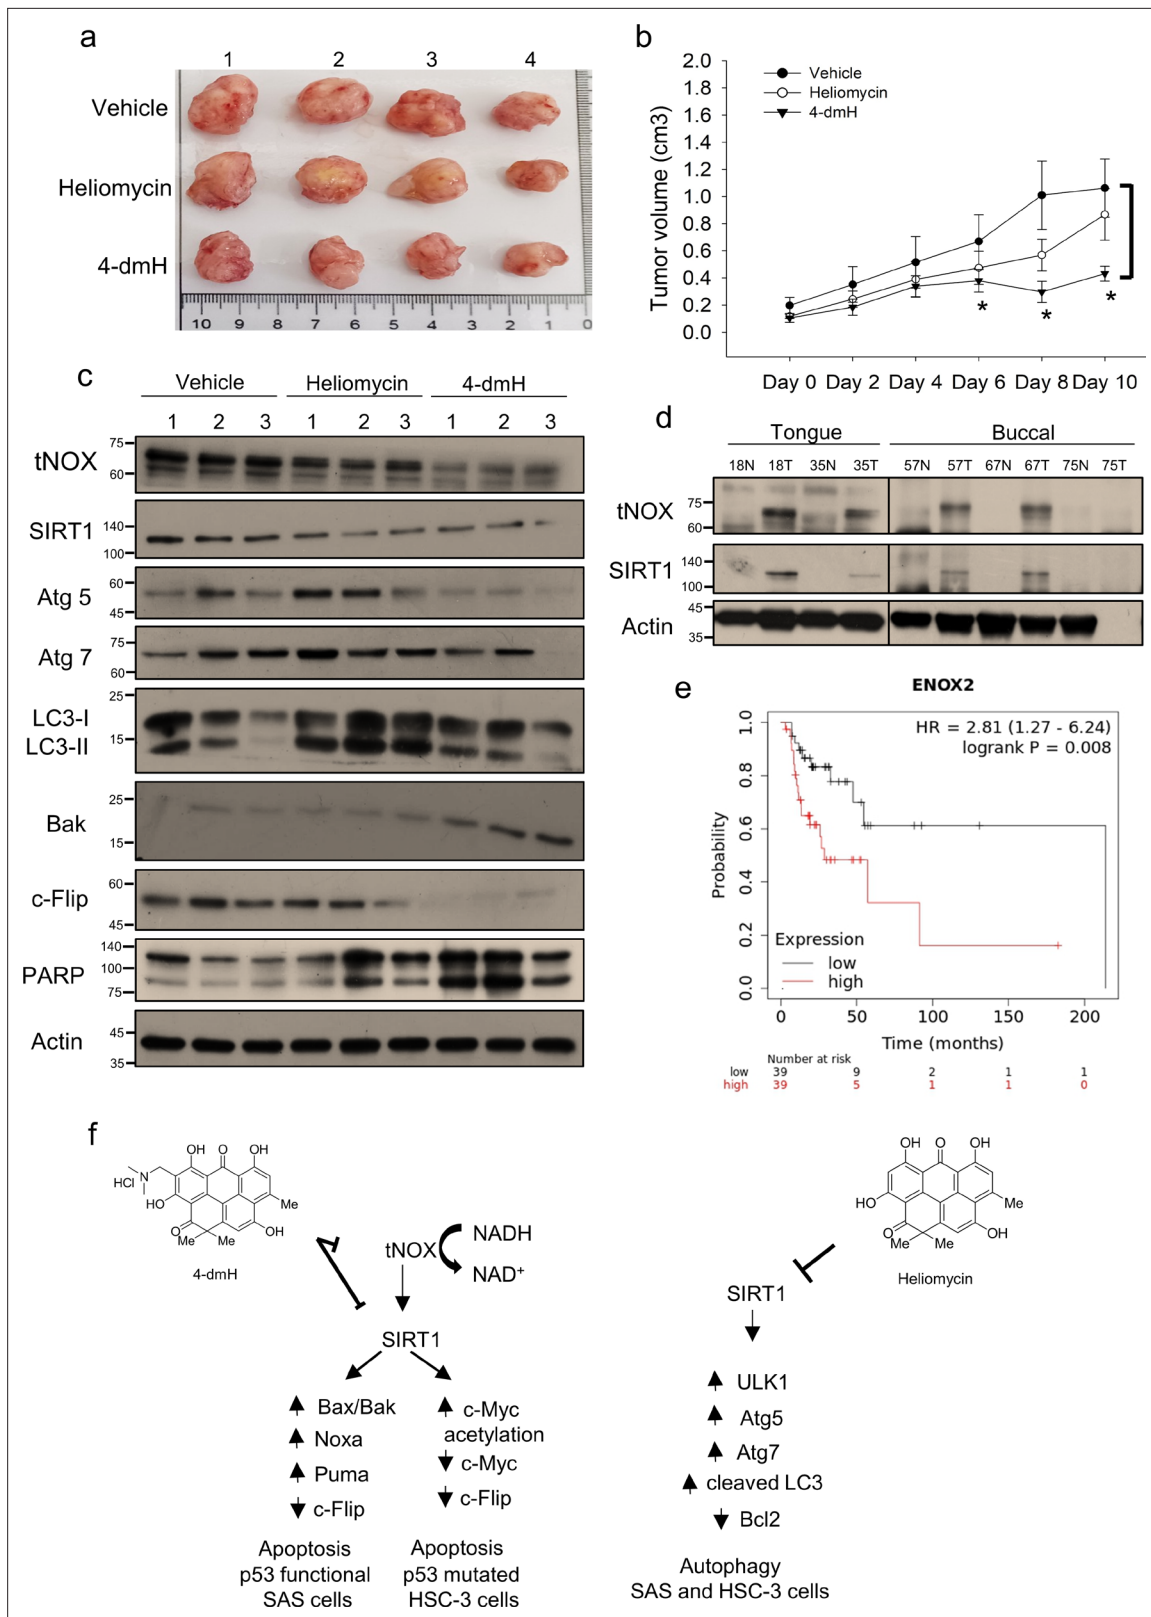 a
1 2 3 4
Vehicle
Heliomycin
4-dmH
10 9 8 7 6 5 4 3 2 1 0
b
Tumor volume (cm3)
2.0
1.8
1.6
1.4
1.2
1.0
0.8
0.6
0.4
0.2
0.0
Vehicle
Heliomycin
4-dmH
* * *
Day 0 Day 2 Day 4 Day 6 Day 8 Day 10
c
Vehicle Heliomycin 4-dmH
1 2 3 1 2 3 1 2 3
tNOX 75 60
SIRT1 140 100
Atg 5 60 45
Atg 7 75 60
LC3-I 25
LC3-II 15
Bak 25 15
c-Flip 60 45
PARP 140 100 75
Actin 45 35
d
Tongue Buccal
18N 18T 35N 35T 57N 57T 67N 67T 75N 75T
tNOX 75 60
SIRT1 140 100
Actin 45 35
e
ENOX2
HR = 2.81 (1.27 - 6.24)
logrank P = 0.008
Probability
1.0
0.8
0.6
0.4
0.2
0.0
Expression
low
high
0 50 100 150 200
Time (months)
Number at risk
low 39 9 2 1 1
high 39 5 1 1 0
f
OH O OH
N
HCl
HO
Me
O
OH
Me Me
4-dmH
tNOX
NADH
NAD+
SIRT1
Bax/Bak
Noxa
Puma
c-Flip
Apoptosis
p53 functional
SAS cells
c-Myc
acetylation
c-Myc
c-Flip
Apoptosis
p53 mutated
HSC-3 cells
OH O OH
HO
Me
O
OH
Me Me
Heliomycin
SIRT1
ULK1
Atg5
Atg7
cleaved LC3
Bcl2
Autophagy
SAS and HSC-3 cells